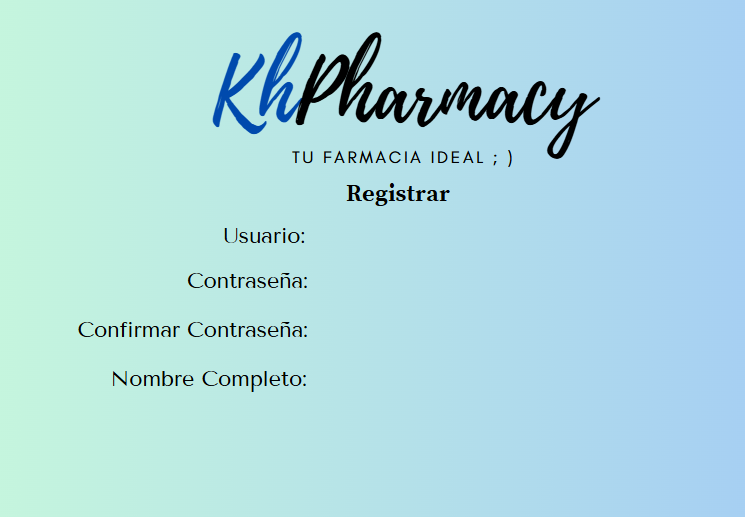 KhPharmacy
TU FARMACIA IDEAL ; )
Registrar
Usuario:
Contraseña:
Confirmar Contraseña:
Nombre Completo: